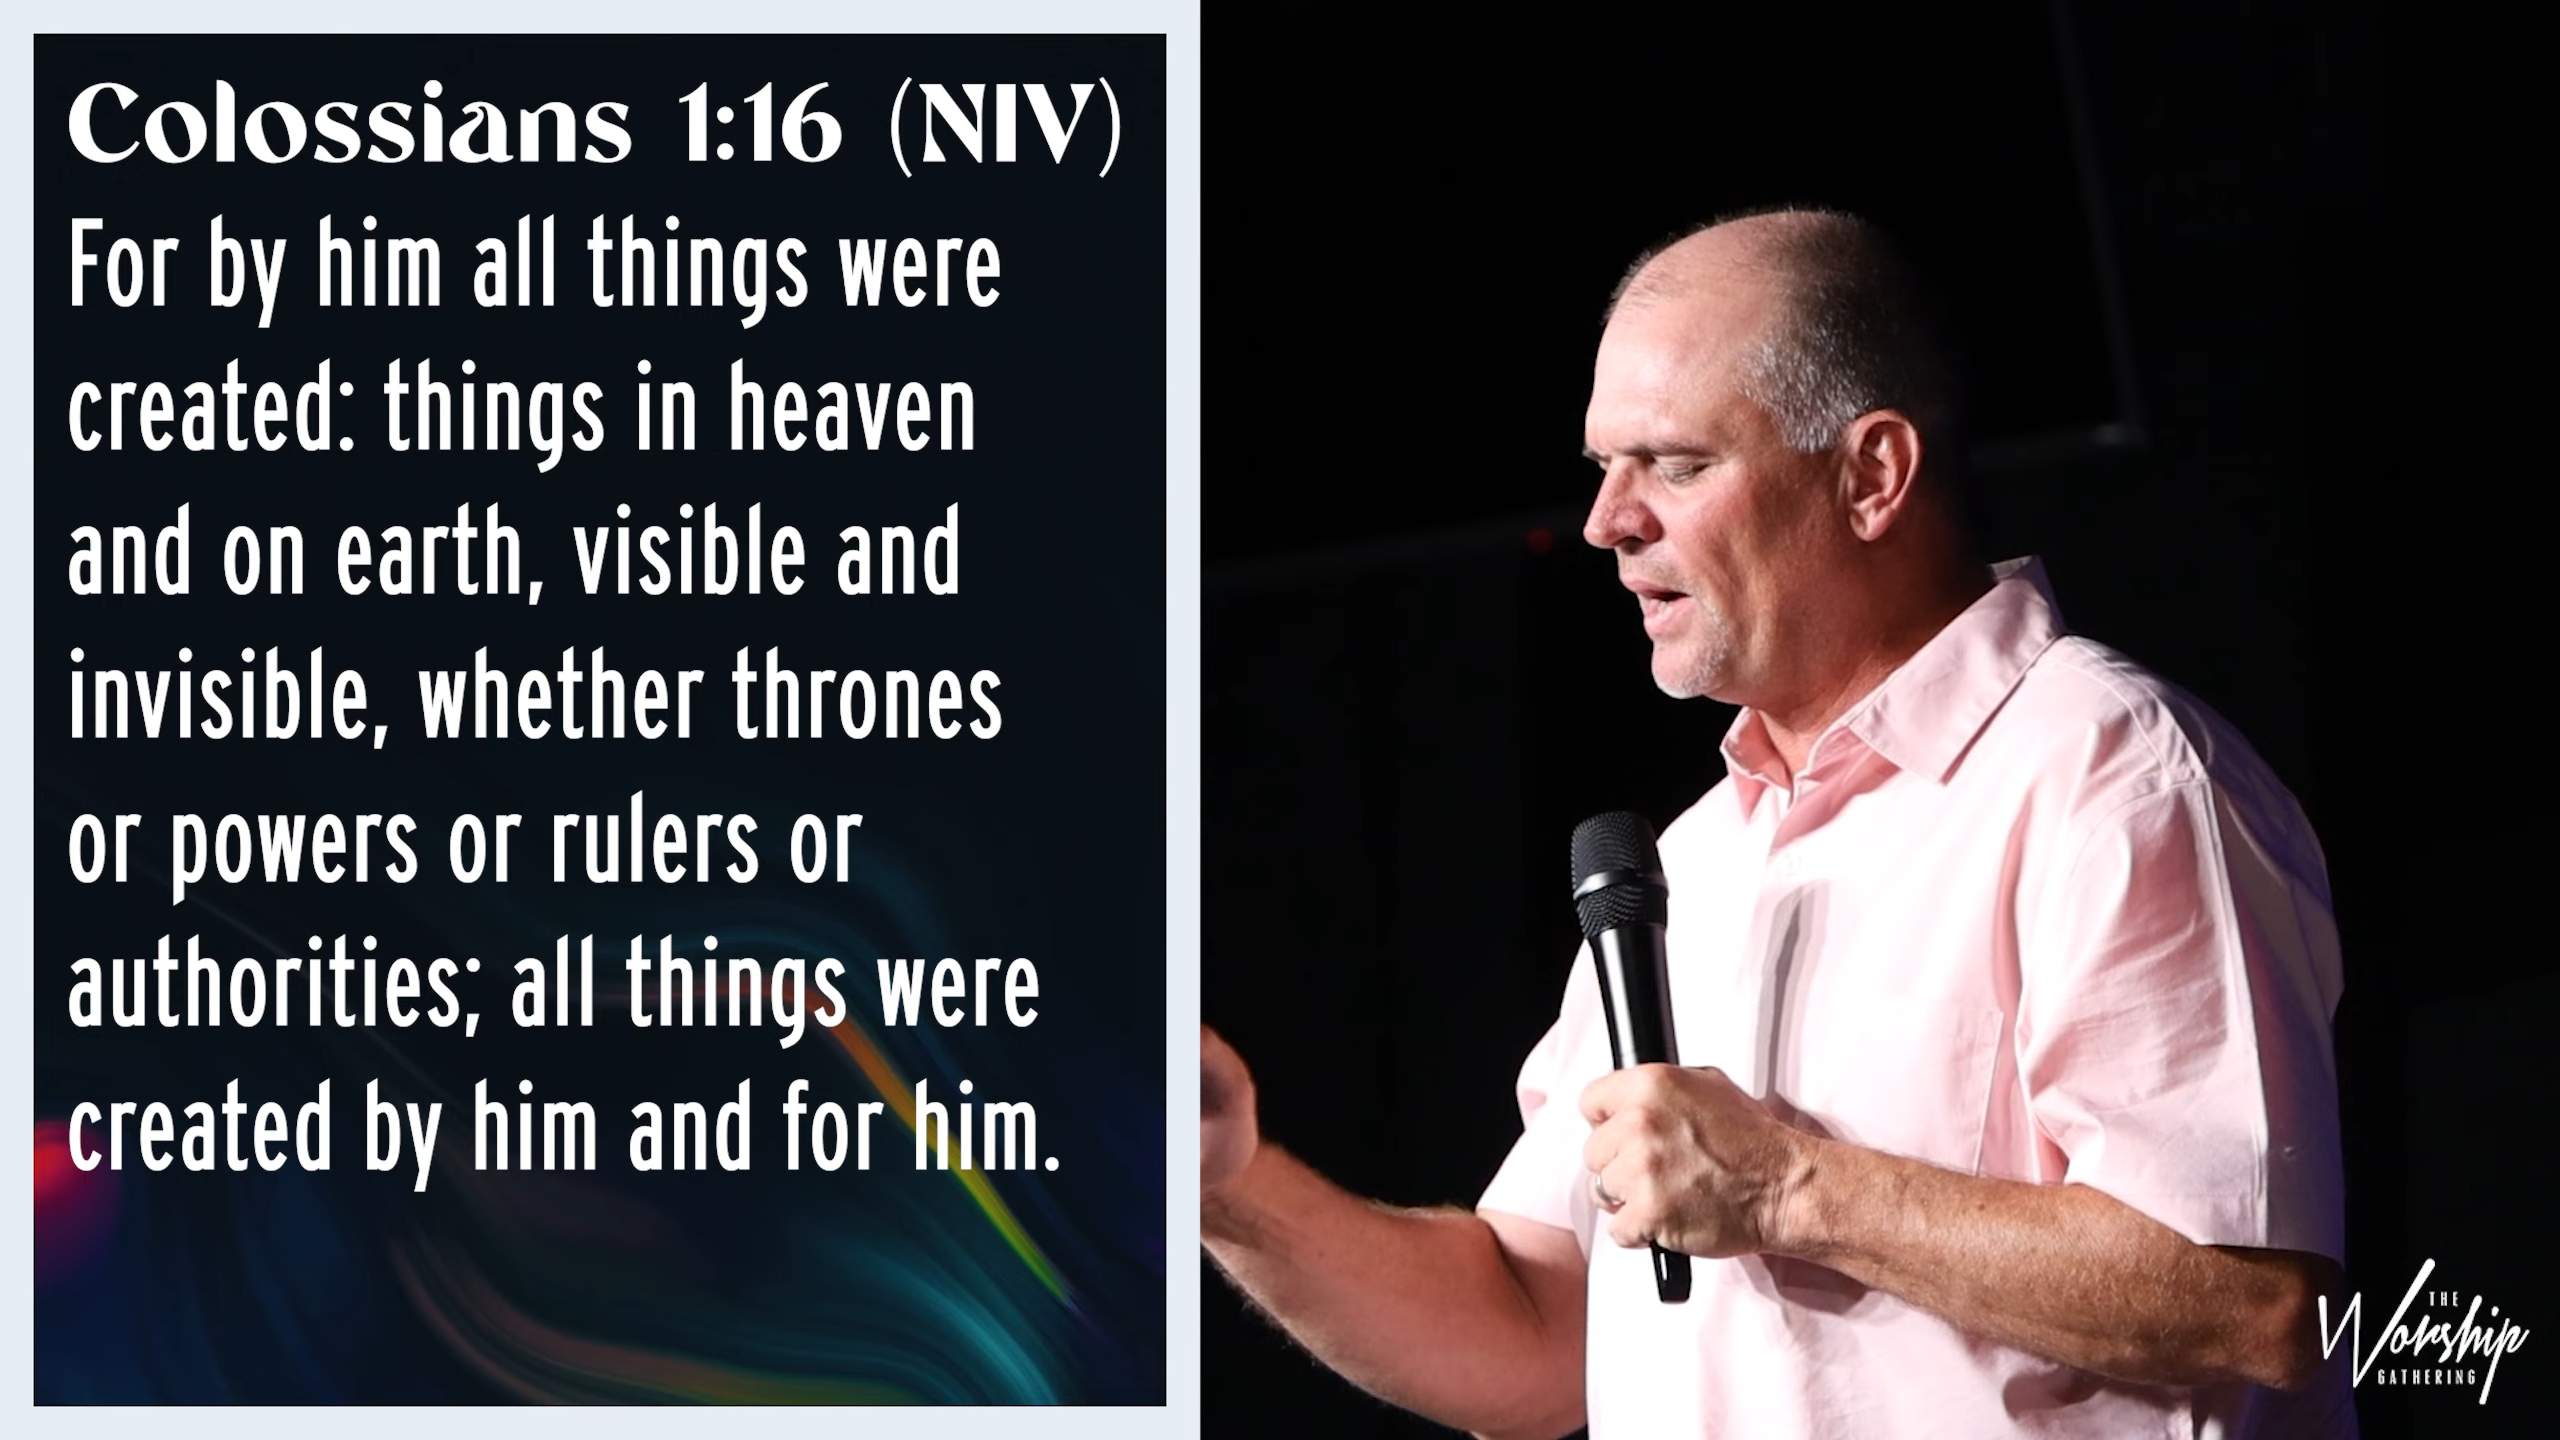 Colossians 1:16 (NIV)
For by him all things were
created: things in heaven
and on earth, visible and
invisible, whether thrones
or powers or rulers or
authorities; all things were
created by him and for him.
THE
Worship
GATHERING